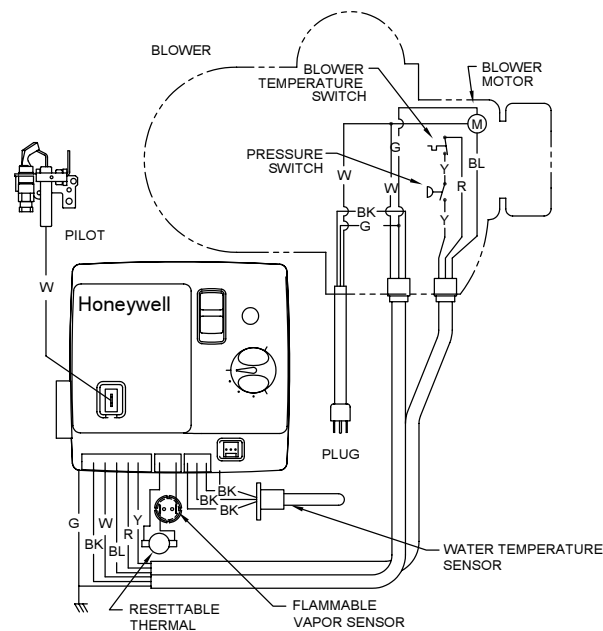 BLOWER
BLOWER
TEMPERATURE
SWITCH
BLOWER
MOTOR
M
PRESSURE
SWITCH
G
Y
BL
R
W
W
Y
BK
G
PILOT
W
Honeywell
PLUG
BK
BK
BK
G
BK
W
BL
R
Y
WATER TEMPERATURE
SENSOR
RESETTABLE
THERMAL
FLAMMABLE
VAPOR SENSOR